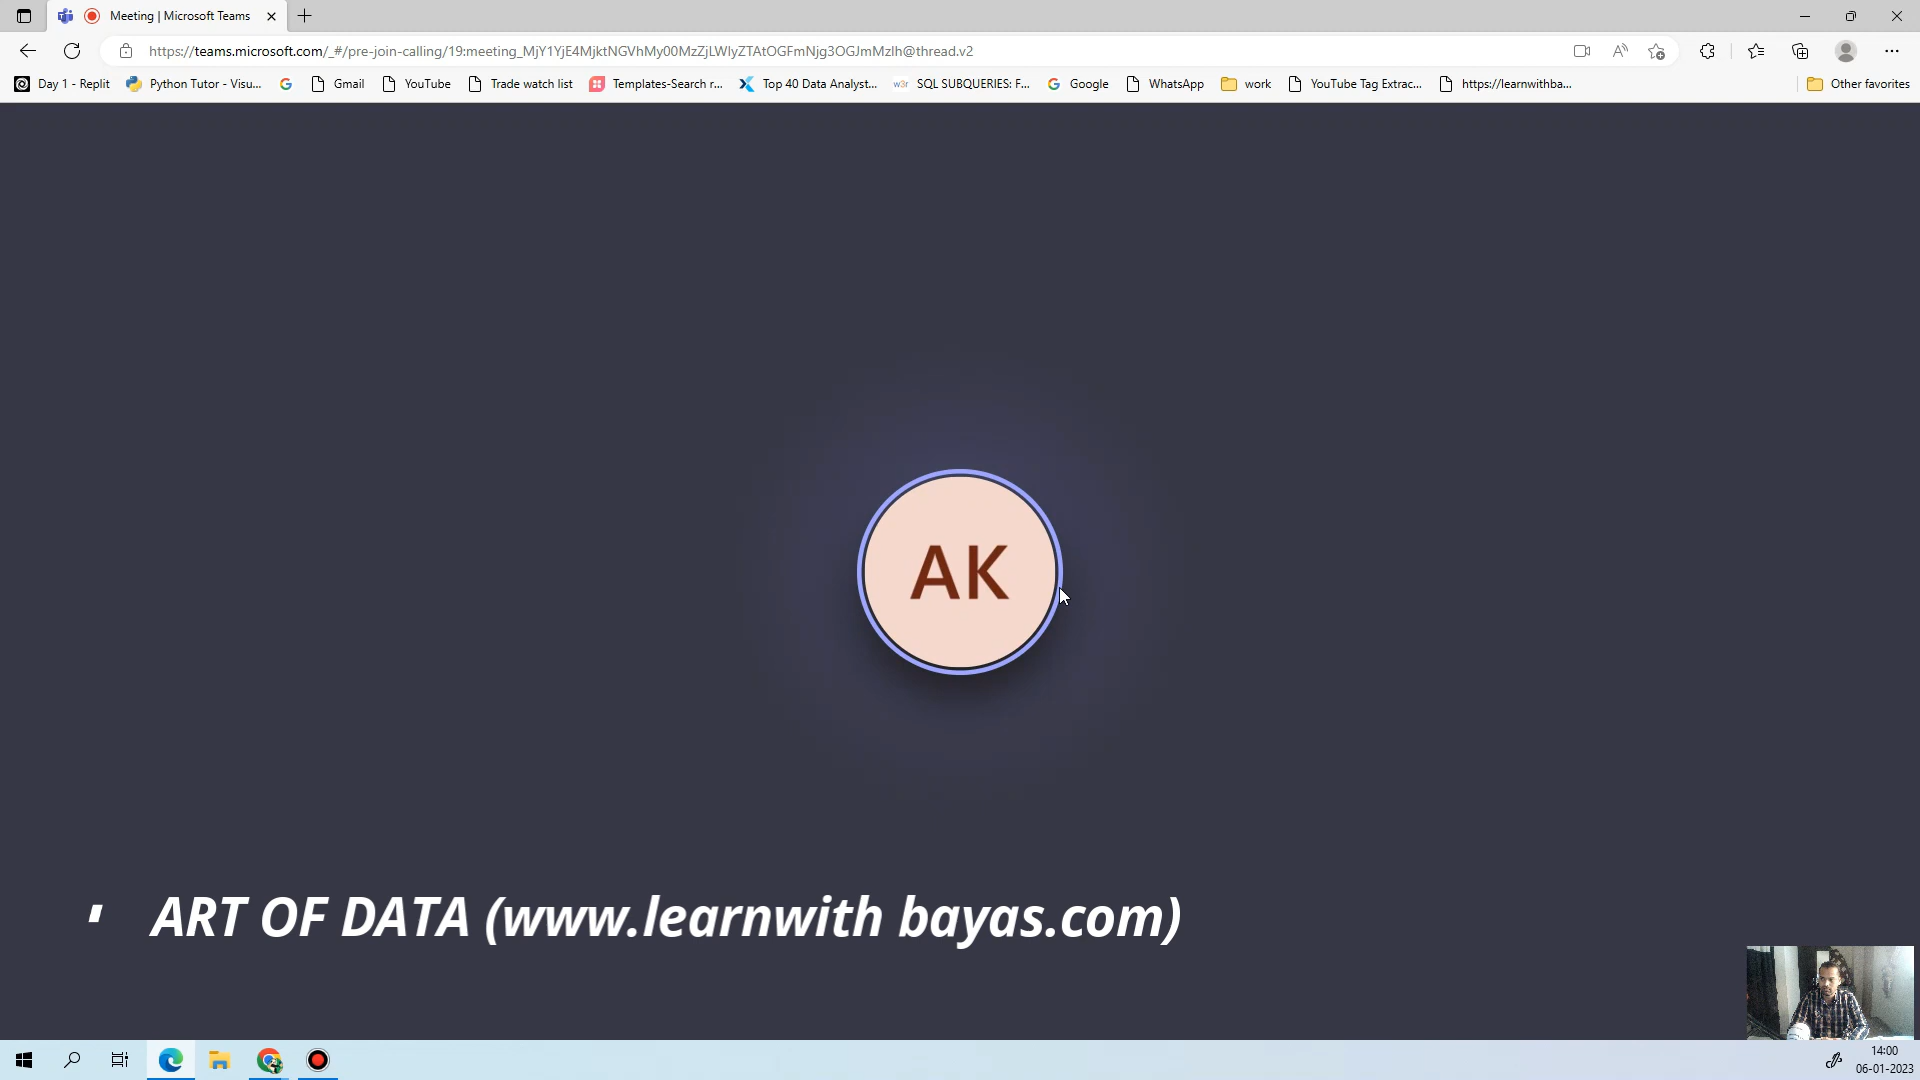 Meeting | Microsoft Teams
https://teams.microsoft.com/_#/pre-join-calling/19:meeting_MjY1YjE4MjktNGVhMy00MzZjLWIyZTAtOGFmNjg3OGJmMzlh@thread.v2
Day 1 - Replit Python Tutor - Visu... Gmail YouTube Trade watch list Templates-Search r... Top 40 Data Analyst... w3r SQL SUBQUERIES: F... Google WhatsApp work YouTube Tag Extrac... https://learnwithba... Other favorites
AK
ART OF DATA (www.learnwith bayas.com)
14:00
06-01-2023